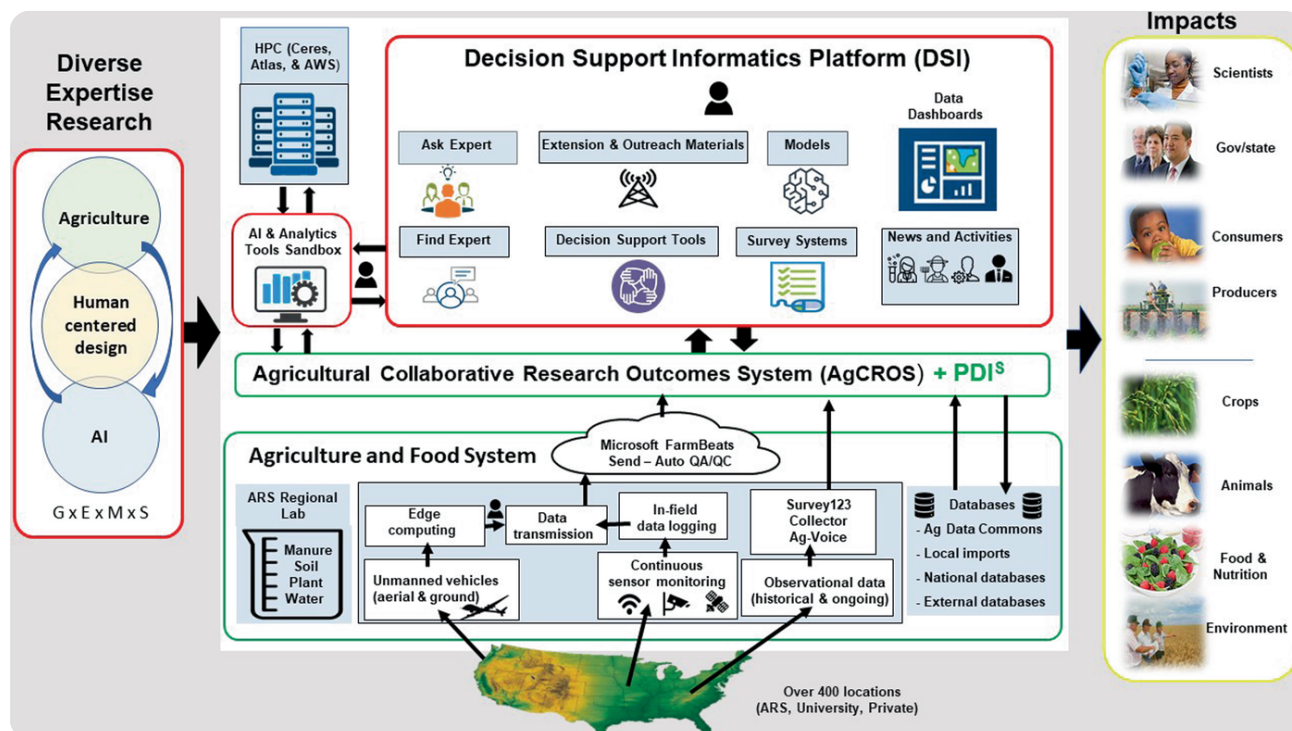 Diverse
Expertise
Research
Agriculture
Human
centered
design
AI
G x E x M x S
HPC (Ceres,
Atlas, & AWS)
AI & Analytics
Tools Sandbox
Decision Support Informatics Platform (DSI)
Ask Expert
Extension & Outreach Materials
Models
Data
Dashboards
Find Expert
Decision Support Tools
Survey Systems
News and Activities
Agricultural Collaborative Research Outcomes System (AgCROS) + PDIS
Agriculture and Food System
Microsoft FarmBeats
Send – Auto QA/QC
ARS Regional
Lab
Manure
Soil
Plant
Water
Edge
computing
Data
transmission
In-field
data logging
Survey123
Collector
Ag-Voice
Unmanned vehicles
(aerial & ground)
Continuous
sensor monitoring
Observational data
(historical & ongoing)
Databases
- Ag Data Commons
- Local imports
- National databases
- External databases
Over 400 locations
(ARS, University, Private)
Impacts
Scientists
Gov/state
Consumers
Producers
Crops
Animals
Food &
Nutrition
Environment